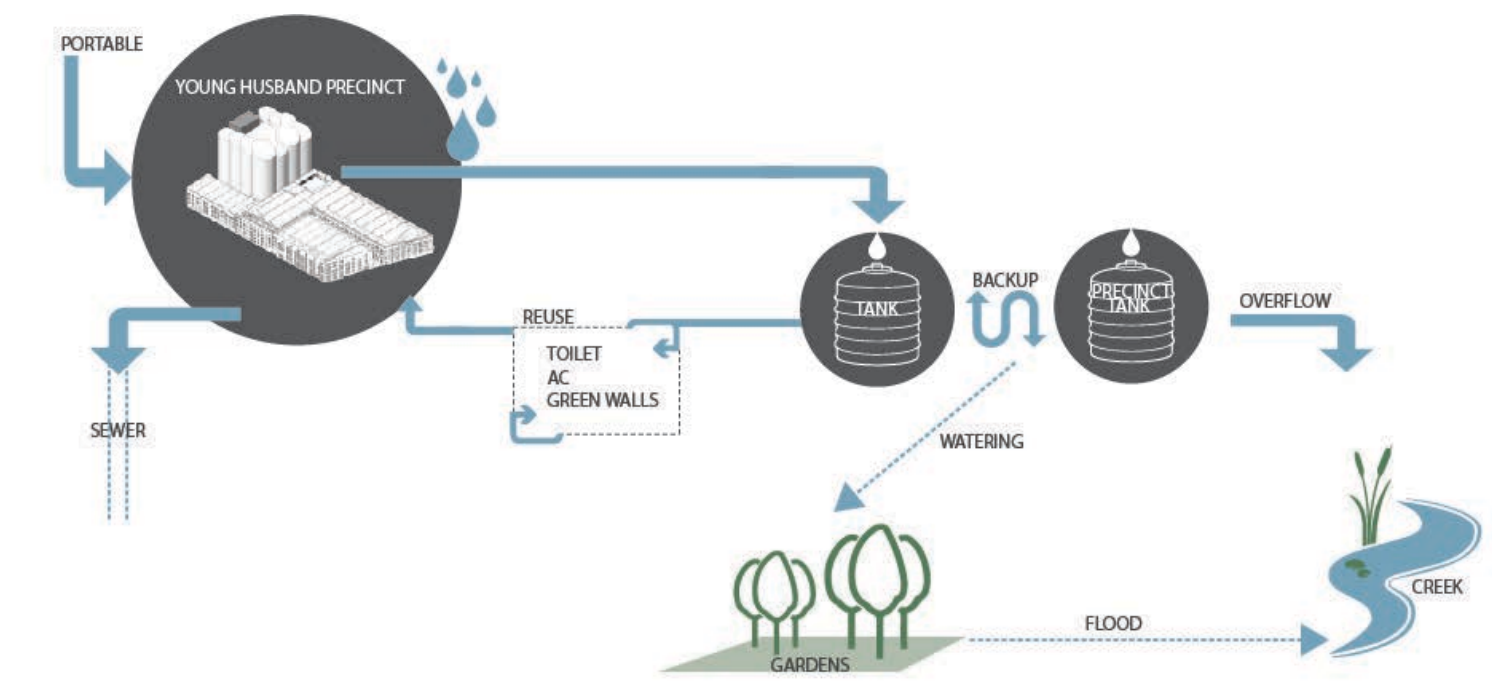 PORTABLE
YOUNG HUSBAND PRECINCT
BACKUP
PRECINCT
TANK
OVERFLOW
TANK
REUSE
TOILET
AC
GREEN WALLS
SEWER
WATERING
CREEK
FLOOD
GARDENS